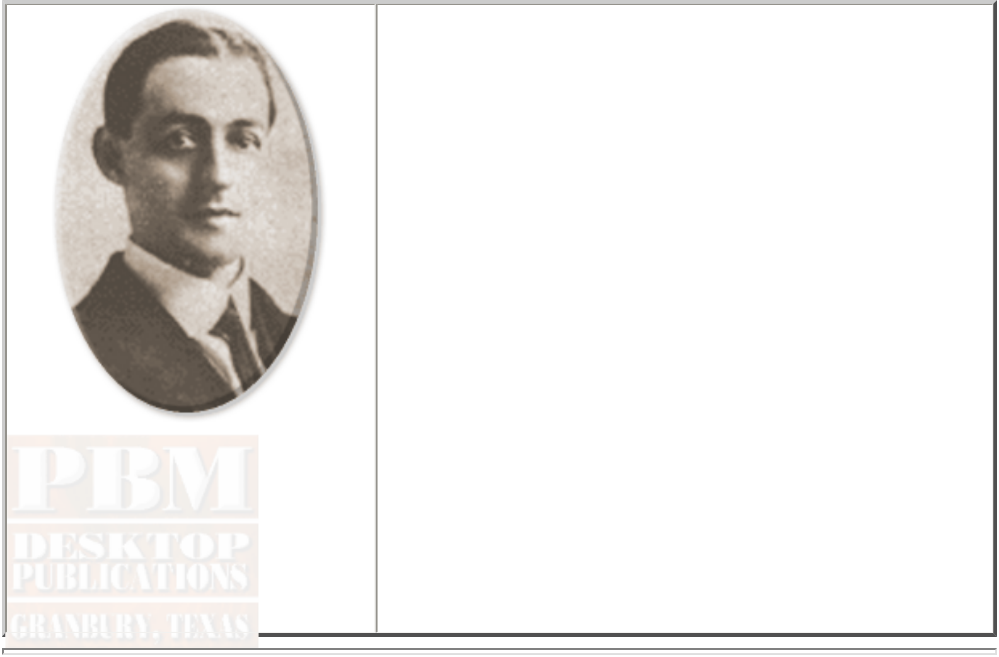 PBM
DESKTOP
PUBLICATIONS
GRANBURY, TEXAS